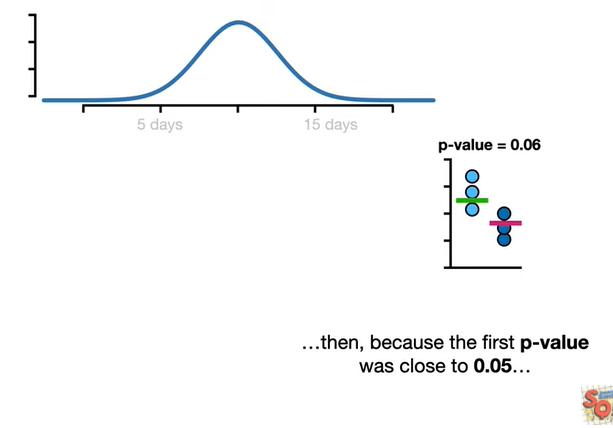 5 days
15 days
p-value = 0.06
…then, because the first p-value
was close to 0.05…